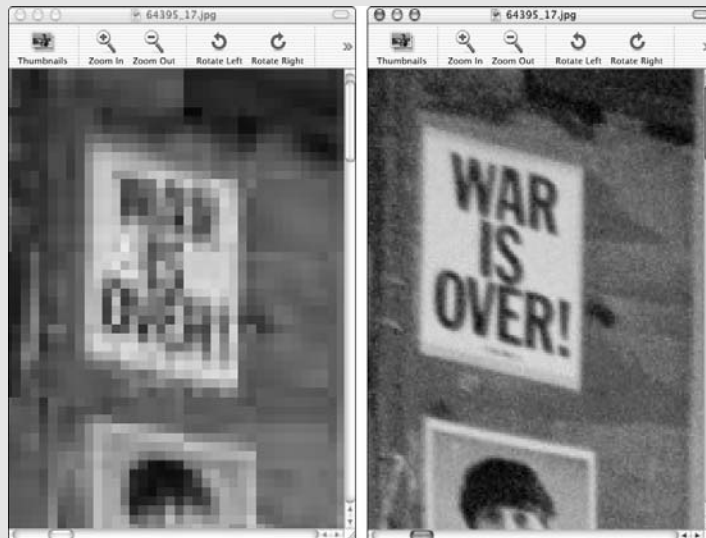 64395_17.jpg
Thumbnails Zoom In Zoom Out Rotate Left Rotate Right
64395_17.jpg
Thumbnails Zoom In Zoom Out Rotate Left Rotate Right
WAR
IS
OVER!